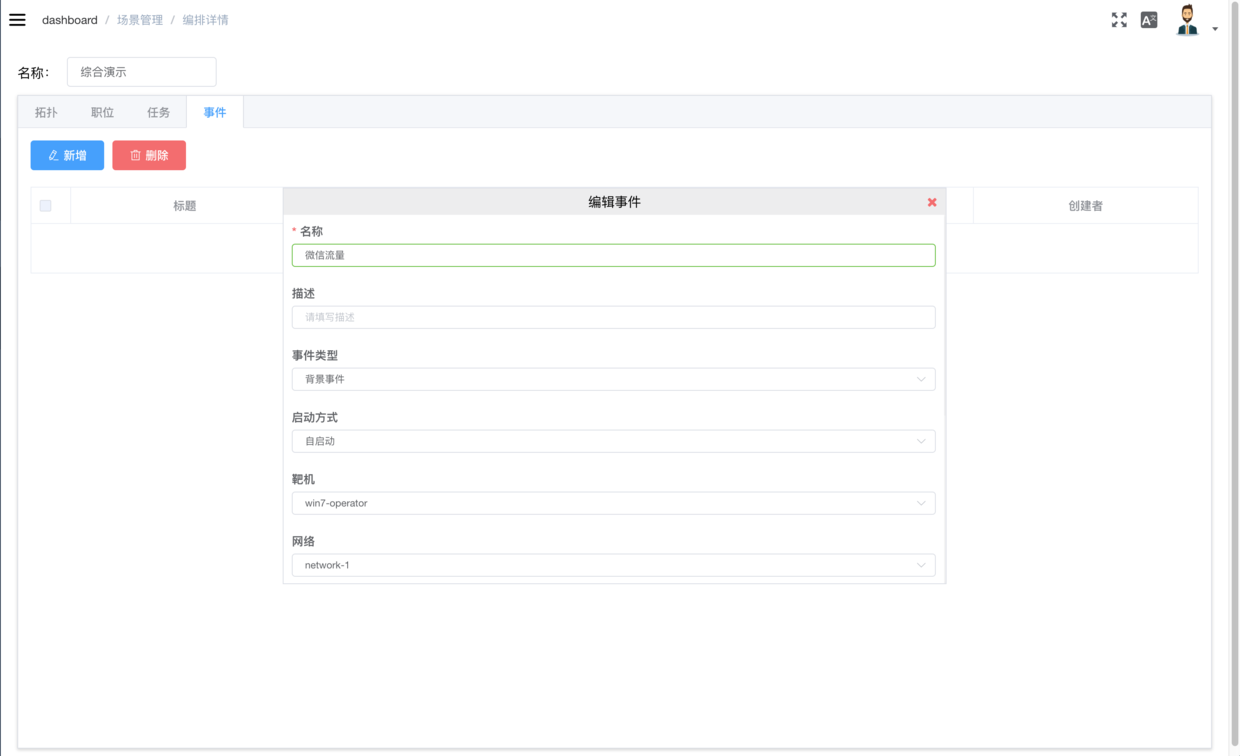 dashboard / 场景管理 / 编排详情
名称： 综合演示
拓扑 职位 任务 事件
新增 删除
标题 创建者
编辑事件
* 名称
微信流量
描述
请填写描述
事件类型
背景事件
启动方式
自启动
靶机
win7-operator
网络
network-1